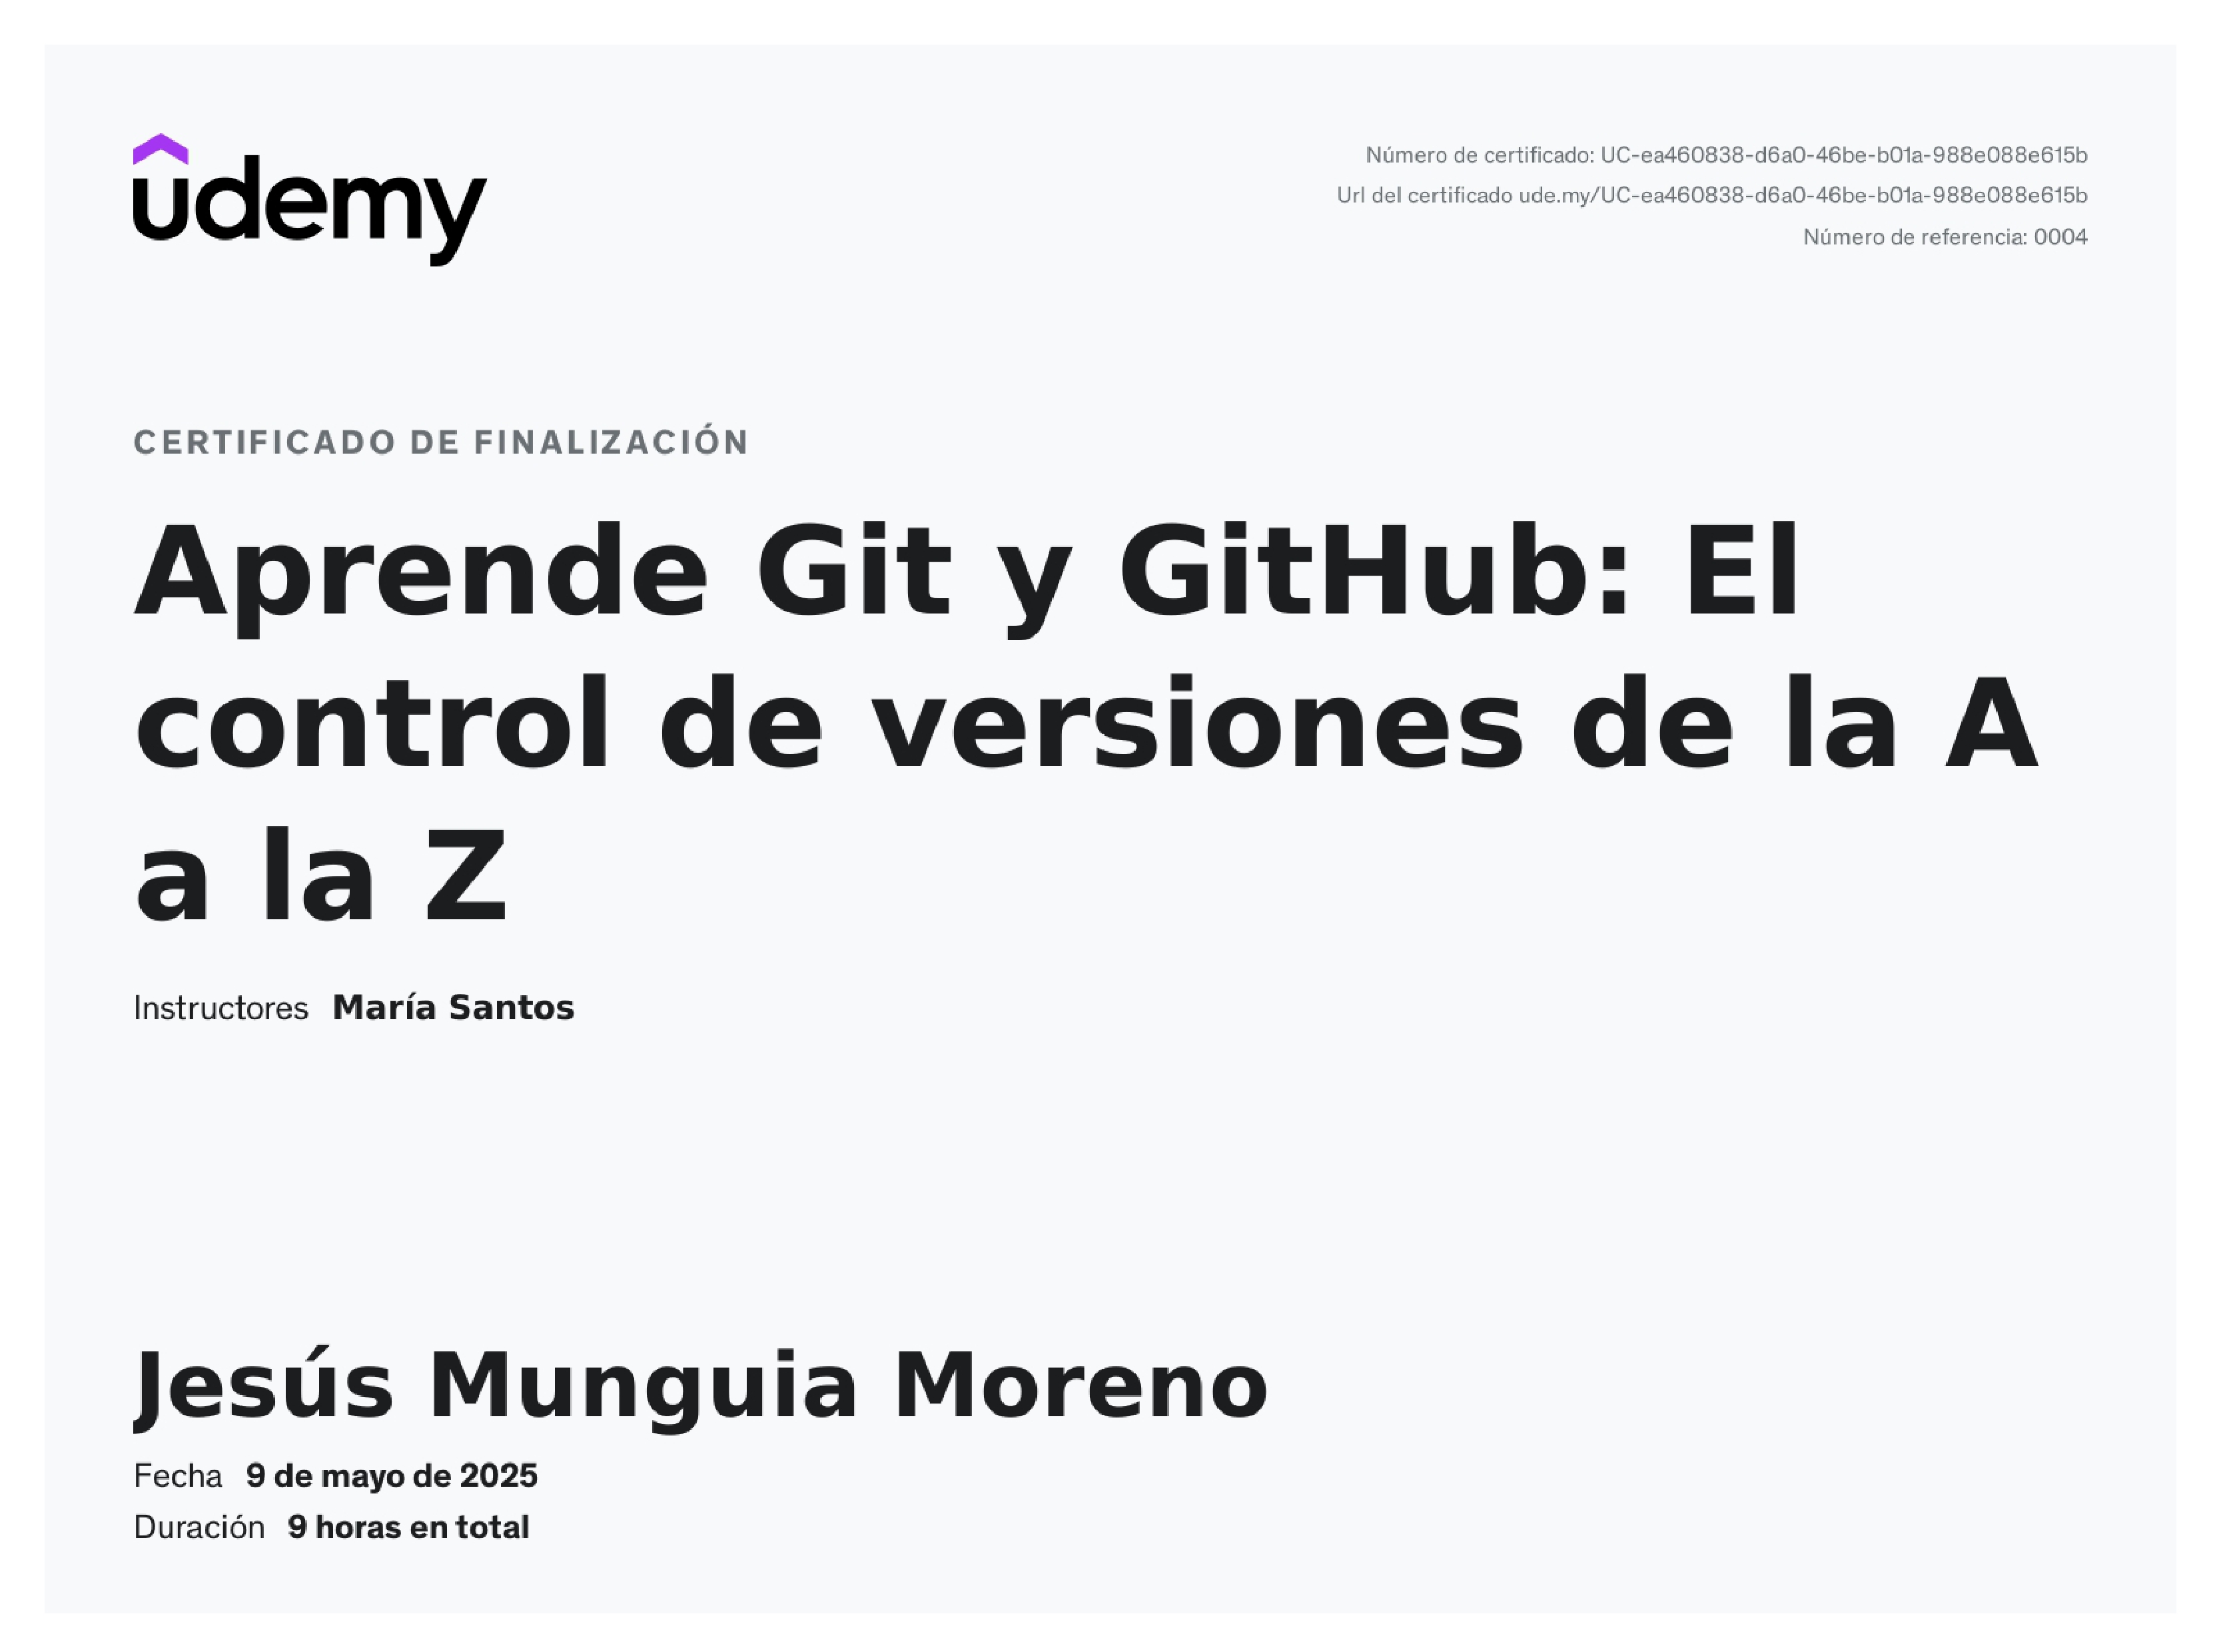 udemy
Número de certificado: UC-ea460838-d6a0-46be-b01a-988e088e615b
Url del certificado ude.my/UC-ea460838-d6a0-46be-b01a-988e088e615b
Número de referencia: 0004
CERTIFICADO DE FINALIZACIÓN
Aprende Git y GitHub: El
control de versiones de la A
a la Z
Instructores María Santos
Jesús Munguia Moreno
Fecha 9 de mayo de 2025
Duración 9 horas en total